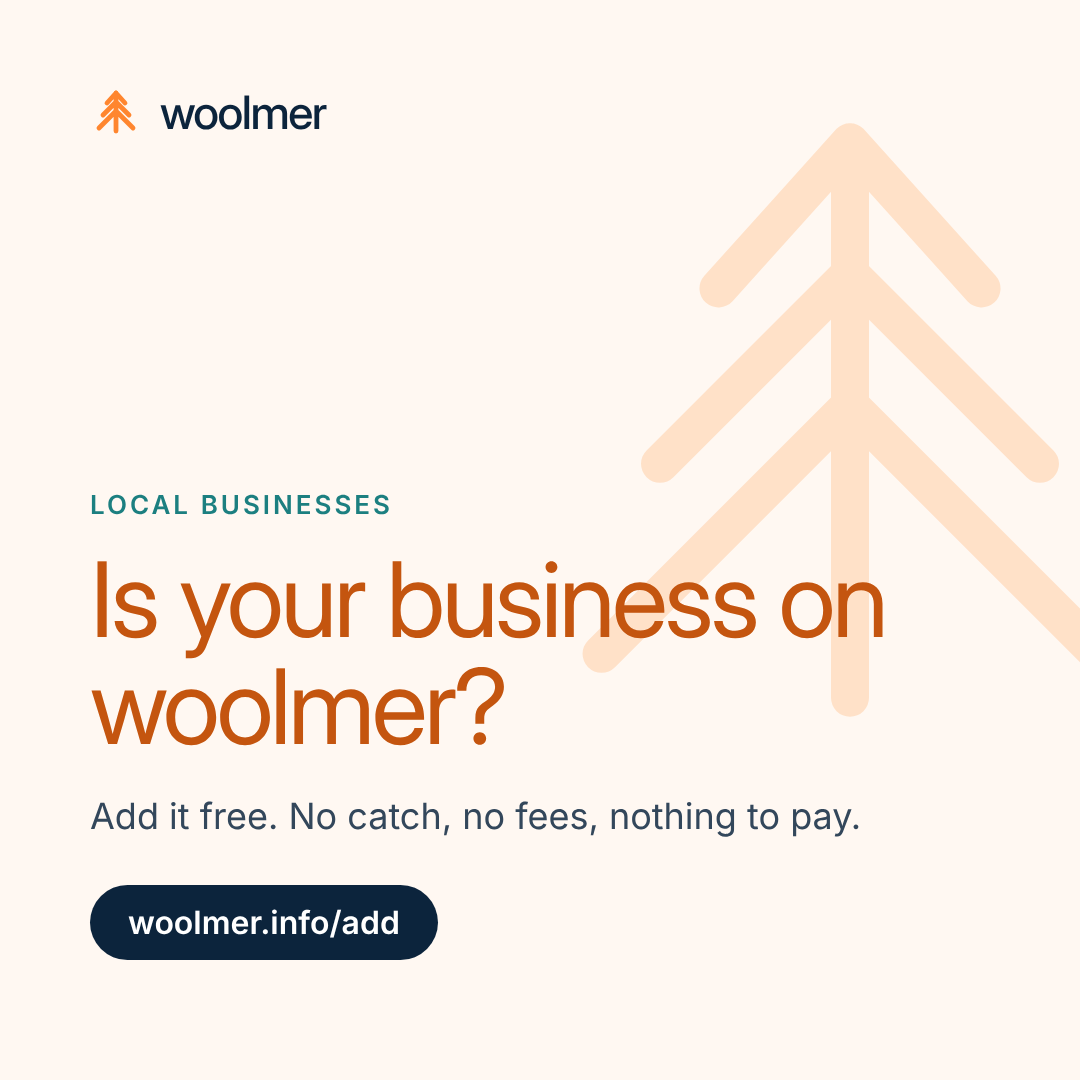 woolmer
LOCAL BUSINESSES
Is your business on
woolmer?
Add it free. No catch, no fees, nothing to pay.
woolmer.info/add